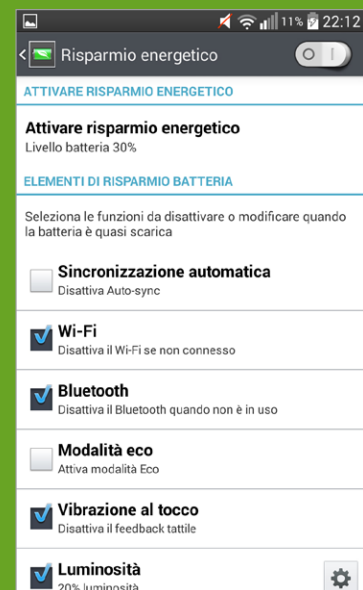 11% 22:12
Risparmio energetico
ATTIVARE RISPARMIO ENERGETICO
Attivare risparmio energetico
Livello batteria 30%
ELEMENTI DI RISPARMIO BATTERIA
Seleziona le funzioni da disattivare o modificare quando
la batteria è quasi scarica
Sincronizzazione automatica
Disattiva Auto-sync
Wi-Fi
Disattiva il Wi-Fi se non connesso
Bluetooth
Disattiva il Bluetooth quando non è in uso
Modalità eco
Attiva modalità Eco
Vibrazione al tocco
Disattiva il feedback tattile
Luminosità
20% luminosità